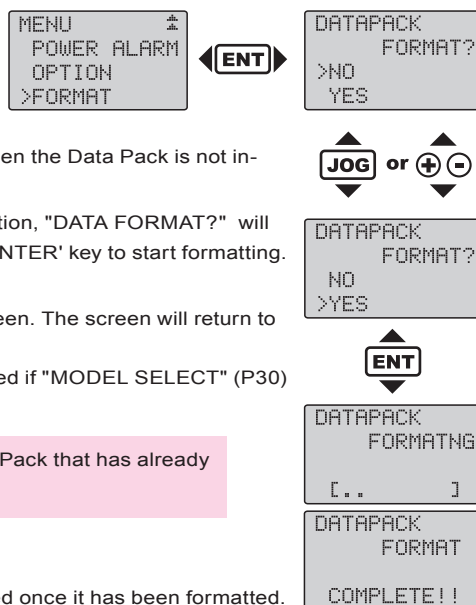 MENU
POWER ALARM
OPTION
>FORMAT
ENT
DATAPACK
FORMAT?
>NO
YES
en the Data Pack is not in-
JOG or + -
tion, "DATA FORMAT?" will
NTER' key to start formatting.
DATAPACK
FORMAT?
NO
>YES
een. The screen will return to
ed if "MODEL SELECT" (P30)
ENT
Pack that has already
DATAPACK
FORMATNG
[.. ]
DATAPACK
FORMAT
COMPLETE!!
ed once it has been formatted.